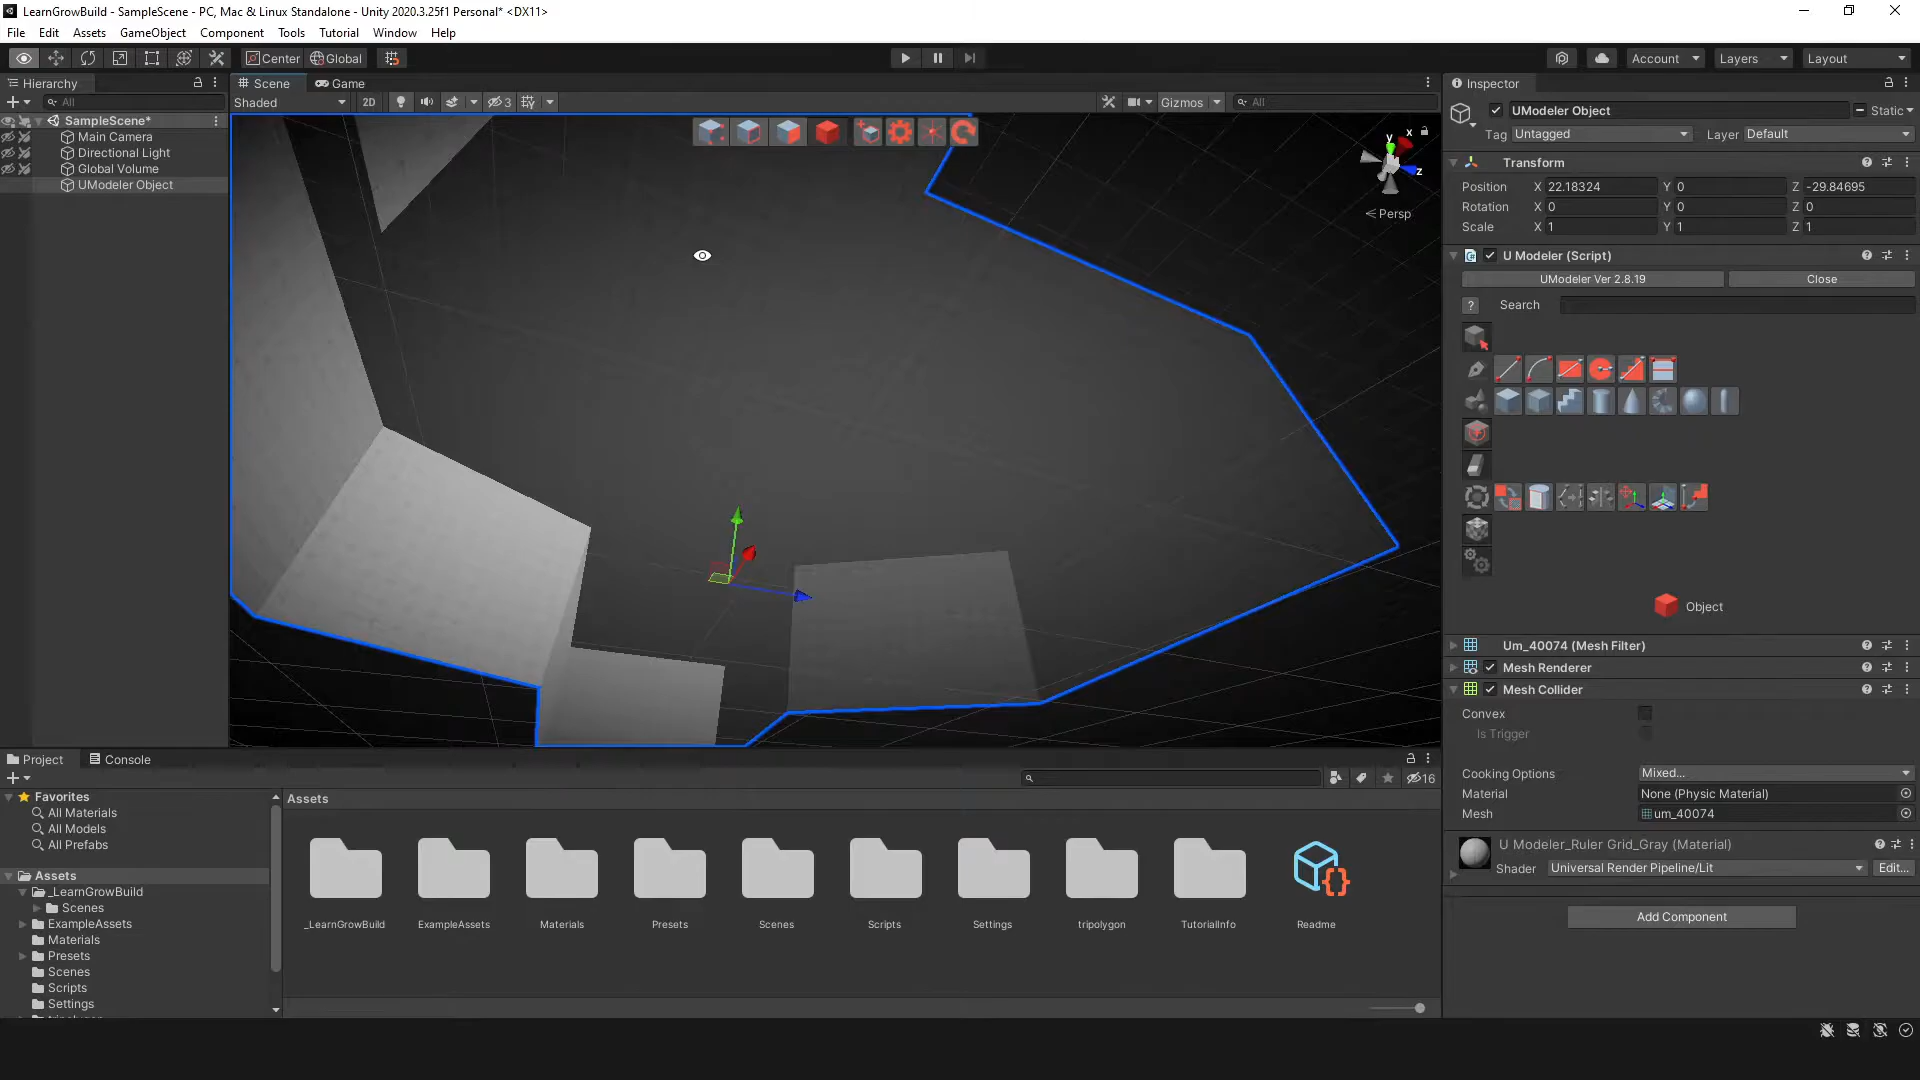 LearnGrowBuild - SampleScene - PC, Mac & Linux Standalone - Unity 2020.3.25f1 Personal* <DX11>
File Edit Assets GameObject Component Tools Tutorial Window Help
Center Global Account Layers Layout
Hierarchy Scene Game Inspector
All Shaded 2D 3 Gizmos All
SampleScene*
Main Camera
Directional Light
Global Volume
UModeler Object
y x z
Persp
UModeler Object Static
Tag Untagged Layer Default
Transform
Position X 22.18324 Y 0 Z -29.84695
Rotation X 0 Y 0 Z 0
Scale X 1 Y 1 Z 1
U Modeler (Script)
UModeler Ver 2.8.19 Close
? Search
Object
Um_40074 (Mesh Filter)
Mesh Renderer
Mesh Collider
Convex
Is Trigger
Cooking Options Mixed...
Material None (Physic Material)
Mesh um_40074
U Modeler_Ruler Grid_Gray (Material)
Shader Universal Render Pipeline/Lit Edit...
Add Component
Project Console
16
Favorites
All Materials
All Models
All Prefabs
Assets
_LearnGrowBuild
Scenes
ExampleAssets
Materials
Presets
Scenes
Scripts
Settings
Assets
_LearnGrowBuild ExampleAssets Materials Presets Scenes Scripts Settings tripolygon TutorialInfo Readme